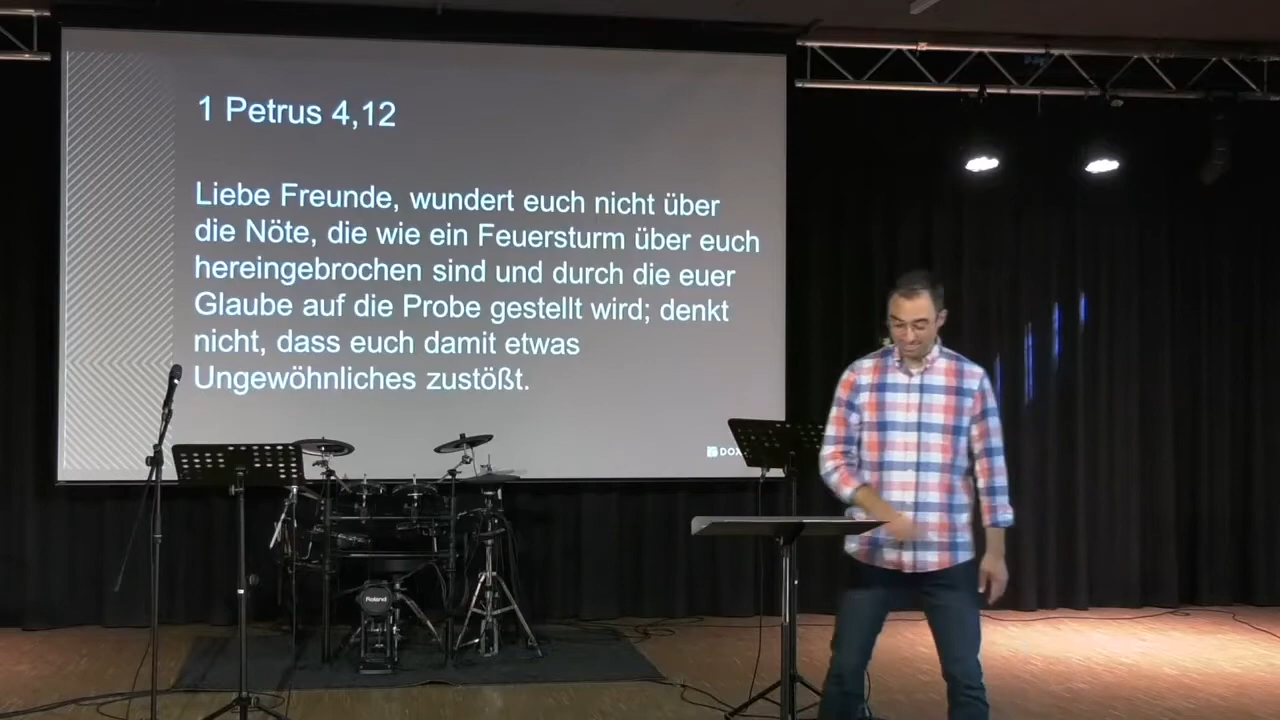 1 Petrus 4,12
Liebe Freunde, wundert euch nicht über
die Nöte, die wie ein Feuersturm über euch
hereingebrochen sind und durch die euer
Glaube auf die Probe gestellt wird; denkt
nicht, dass euch damit etwas
Ungewöhnliches zustößt.
Roland